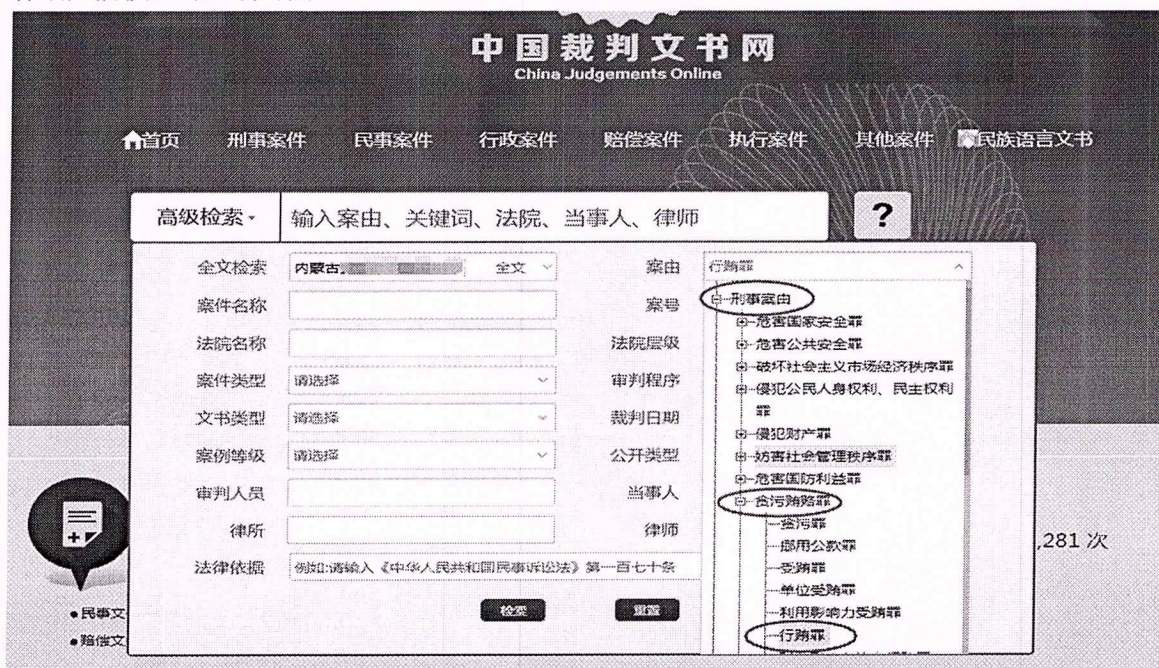 中国裁判文书网
China Judgements Online
首页 刑事案件 民事案件 行政案件 赔偿案件 执行案件 其他案件 民族语言文书
高级检索 输入案由、关键词、法院、当事人、律师 ?
全文检索 内蒙古 全文 案由 行贿罪
刑事案由
案件名称 案号
危害国家安全罪
法院名称 法院层级 危害公共安全罪
破坏社会主义市场经济秩序罪
案件类型 请选择 审判程序 侵犯公民人身权利、民主权利
罪
文书类型 请选择 裁判日期
侵犯财产罪
案例等级 请选择 公开类型 妨害社会管理秩序罪
危害国防利益罪
审判人员 当事人 贪污贿赂罪
贪污罪
律所 律师 挪用公款罪
,281 次
法律依据 例如:请输入《中华人民共和国民事诉讼法》第一百七十条 受贿罪
单位受贿罪
检索 重置 利用影响力受贿罪
行贿罪
●民事文
●赔偿文